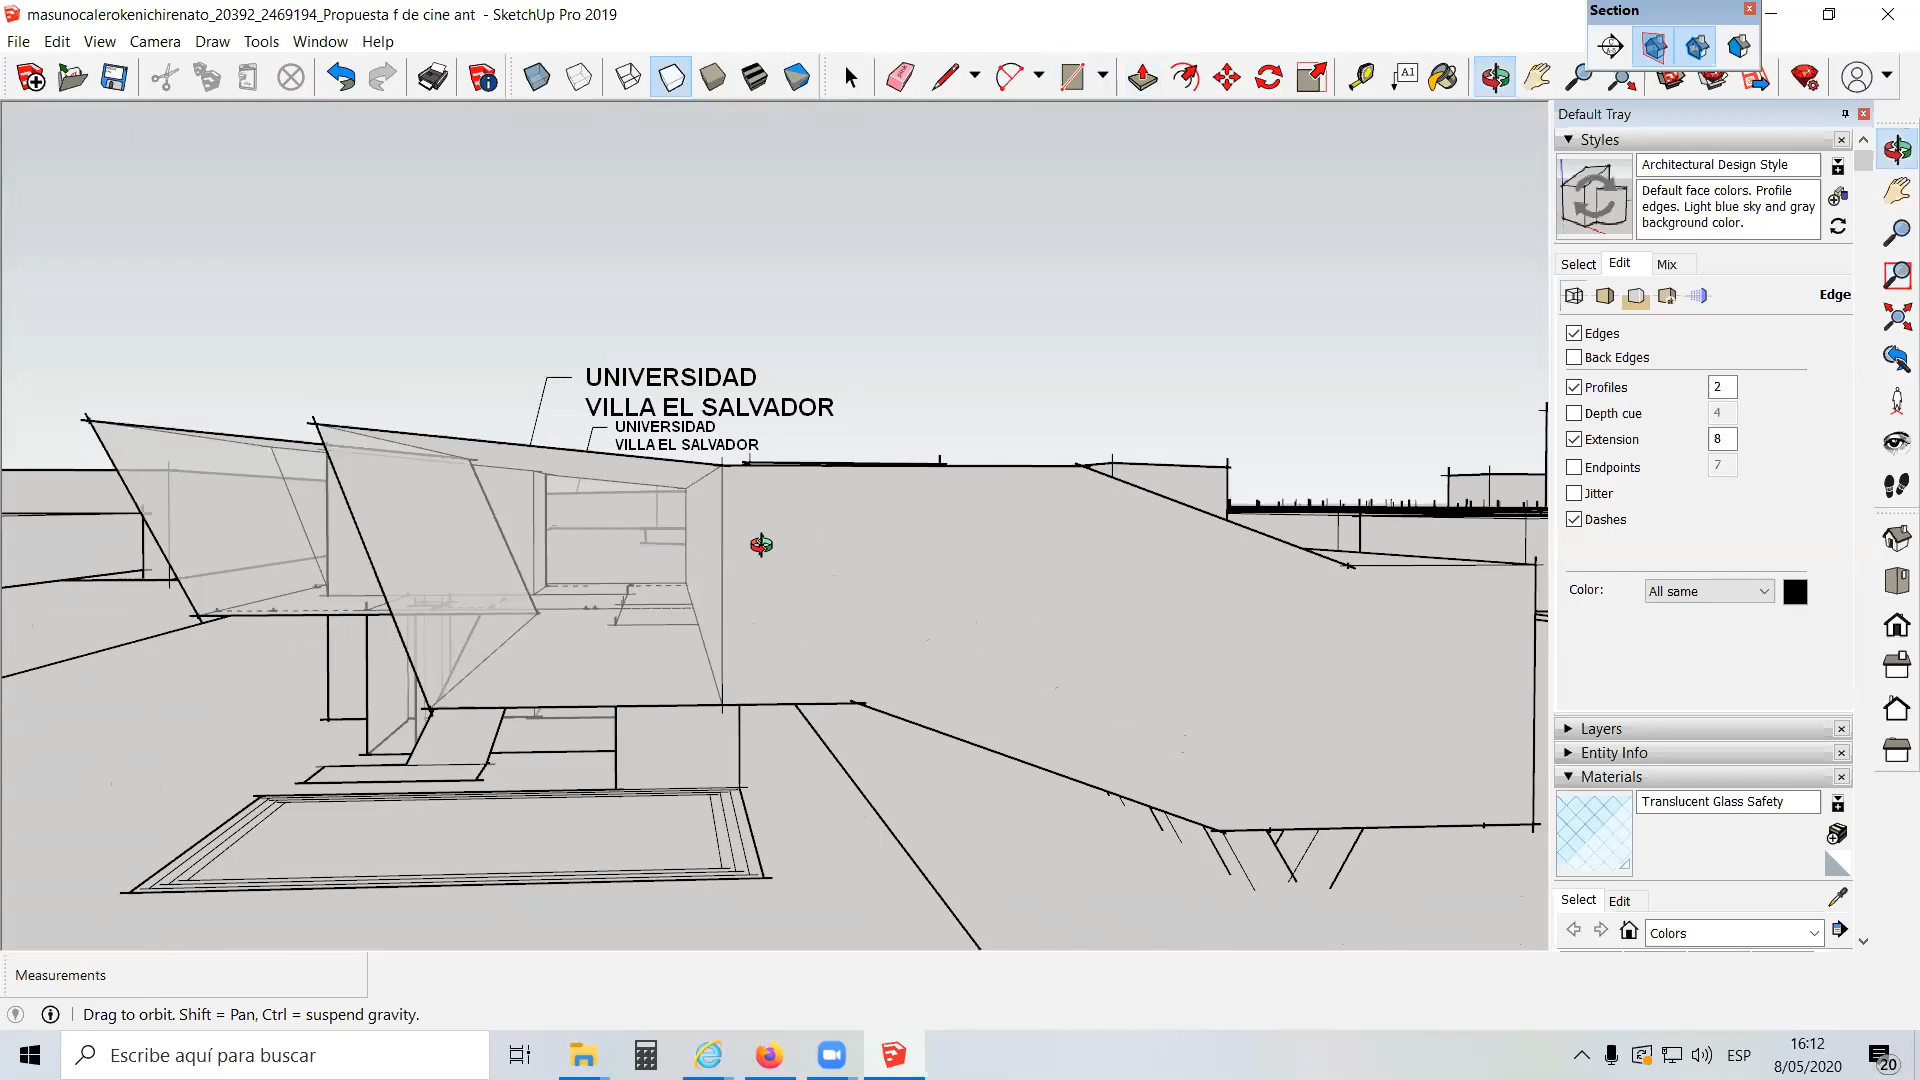 masunocalerokenichirenato_20392_2469194_Propuesta f de cine ant - SketchUp Pro 2019
Section
File Edit View Camera Draw Tools Window Help
A1
Default Tray
Styles
Architectural Design Style
Default face colors. Profile
edges. Light blue sky and gray
background color.
Select Edit Mix
Edge
Edges
Back Edges
Profiles 2
Depth cue 4
Extension 8
Endpoints 7
Jitter
Dashes
Color: All same
UNIVERSIDAD
VILLA EL SALVADOR
UNIVERSIDAD
VILLA EL SALVADOR
Layers
Entity Info
Materials
Translucent Glass Safety
Select Edit
Colors
Measurements
Drag to orbit. Shift = Pan, Ctrl = suspend gravity.
Escribe aquí para buscar
ESP
16:12
8/05/2020
20